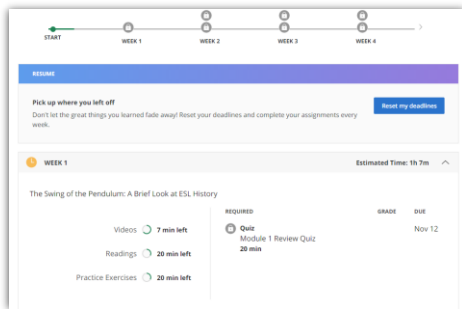 START
WEEK 1
WEEK 2
WEEK 3
WEEK 4
RESUME
Pick up where you left off
Don't let the great things you learned fade away! Reset your deadlines and complete your assignments every
week.
Reset my deadlines
WEEK 1
Estimated Time: 1h 7m
The Swing of the Pendulum: A Brief Look at ESL History
REQUIRED GRADE DUE
Videos 7 min left
Readings 20 min left
Practice Exercises 20 min left
Quiz Nov 12
Module 1 Review Quiz
20 min